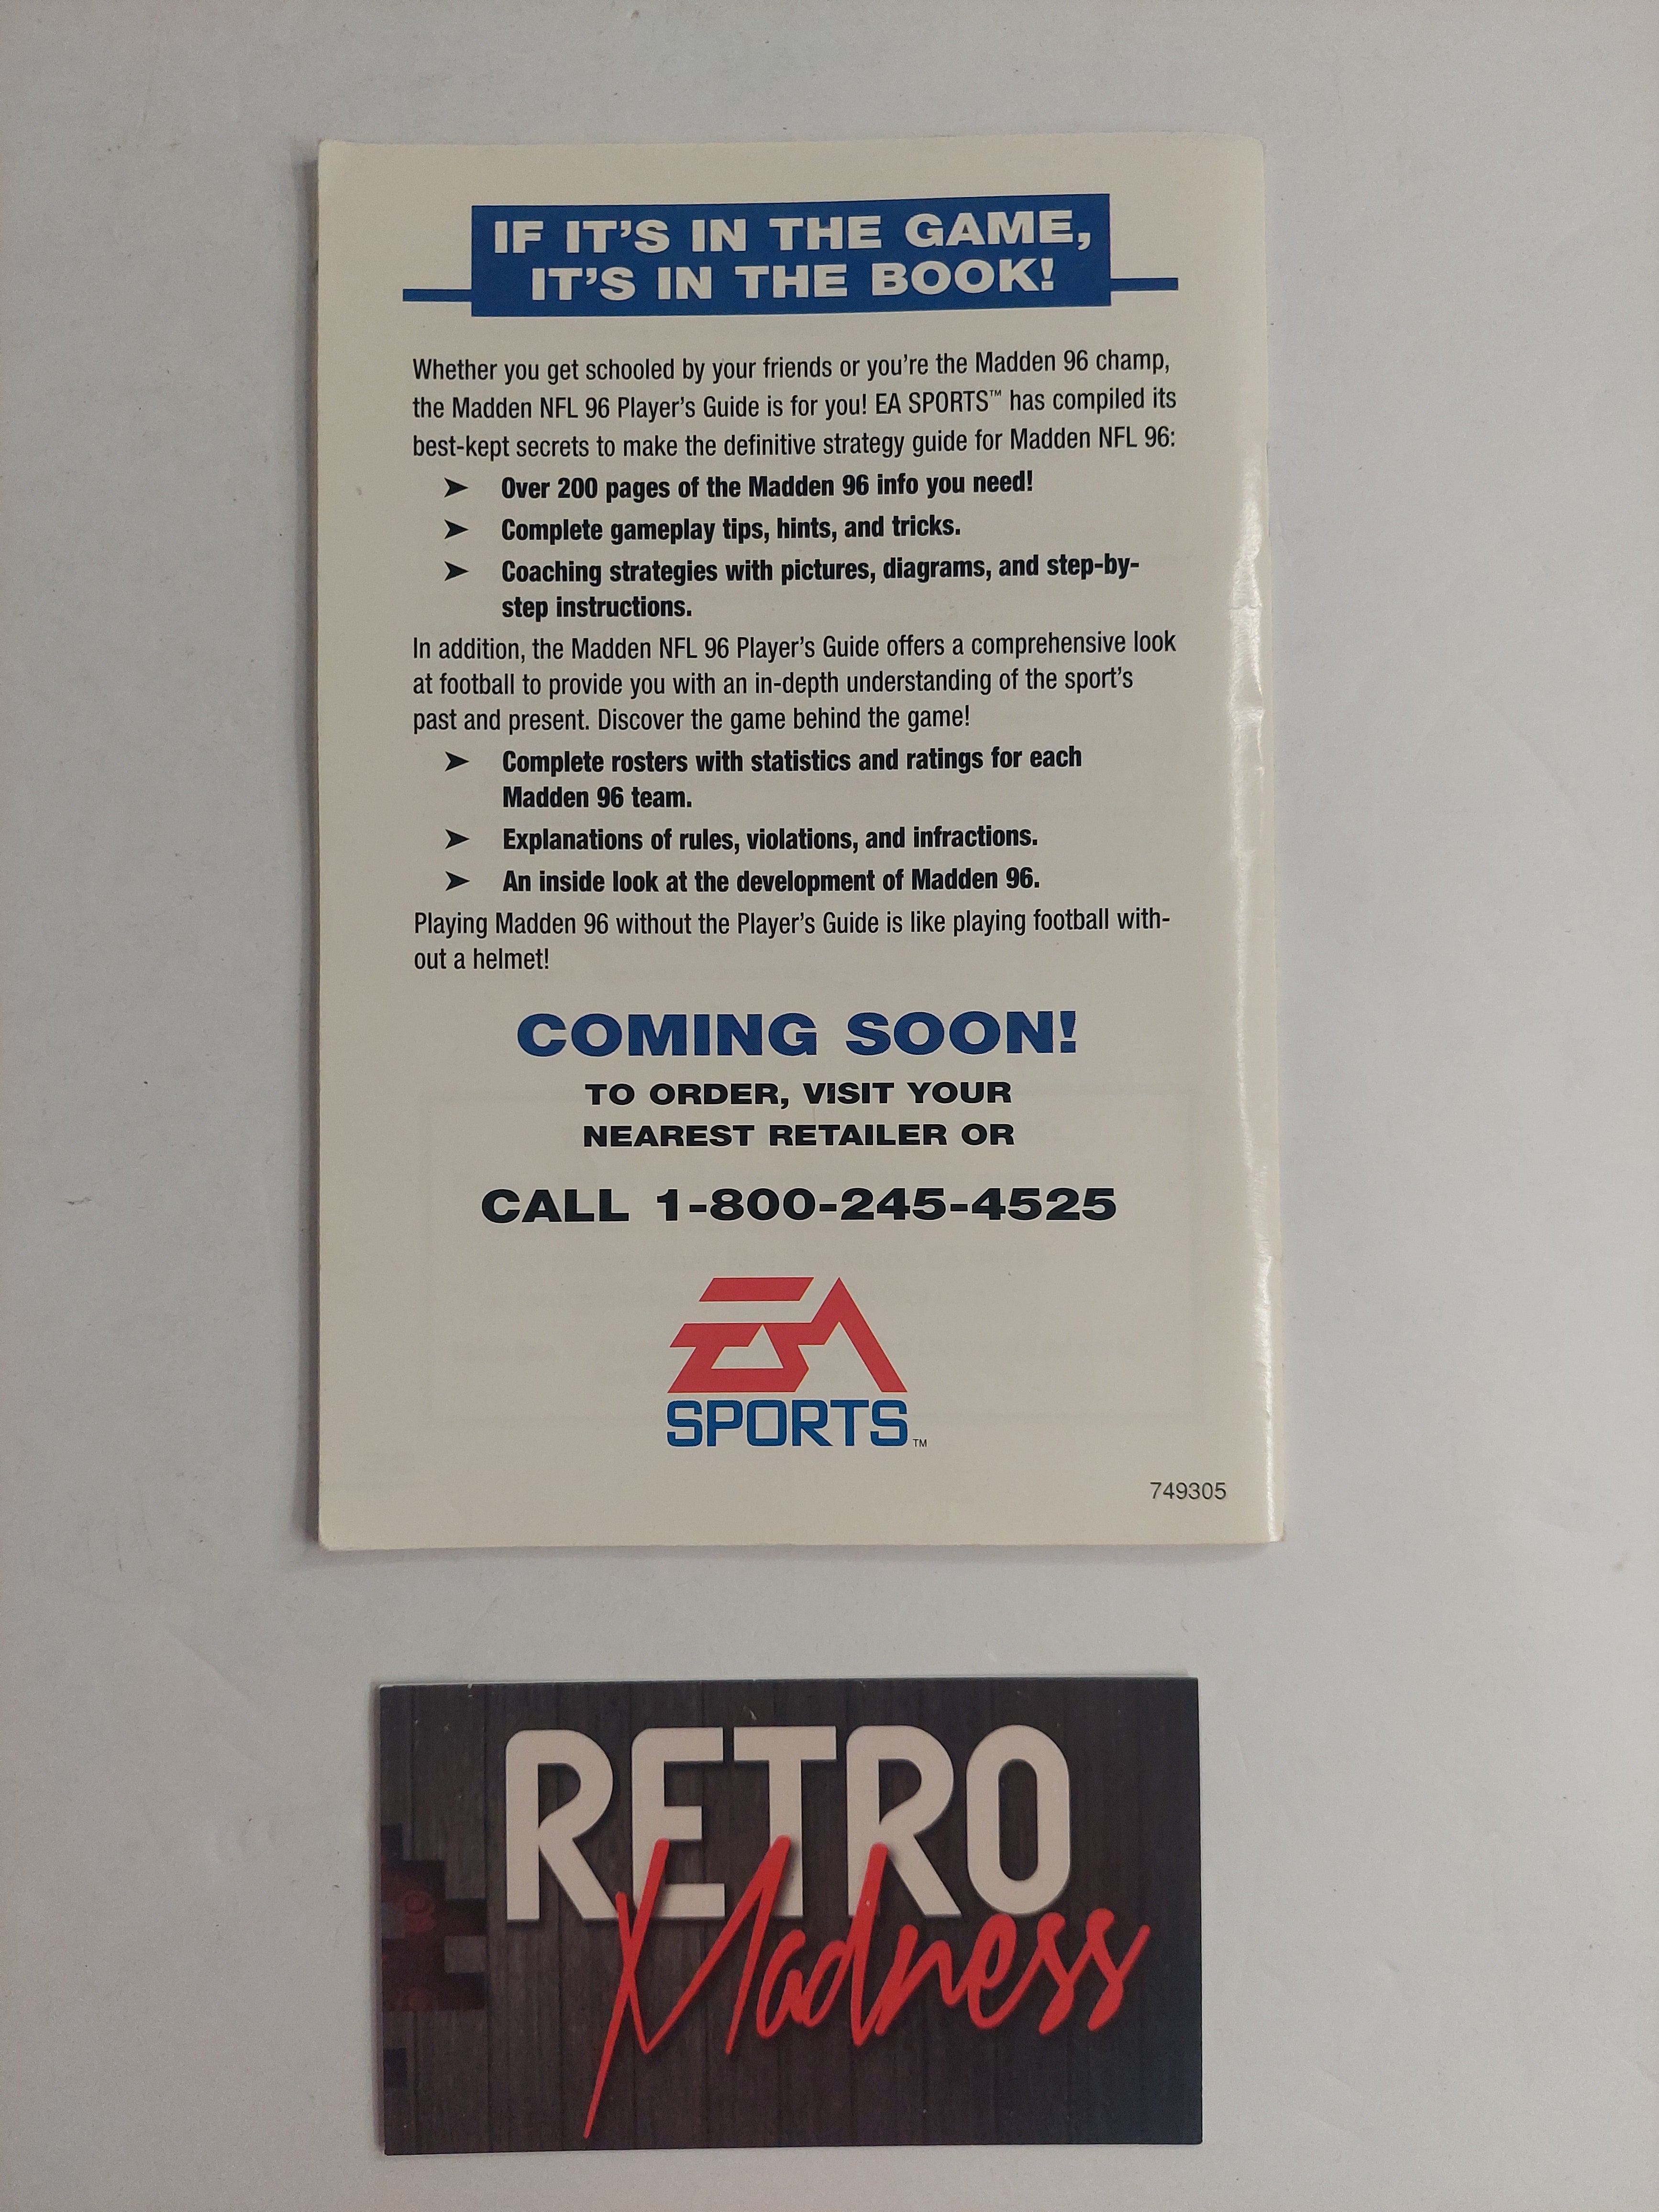 IF IT'S IN THE GAME,
IT'S IN THE BOOK!
Whether you get schooled by your friends or you're the Madden 96 champ,
the Madden NFL 96 Player's Guide is for you! EA SPORTS™ has compiled its
best-kept secrets to make the definitive strategy guide for Madden NFL 96:
➤ Over 200 pages of the Madden 96 info you need!
➤ Complete gameplay tips, hints, and tricks.
➤ Coaching strategies with pictures, diagrams, and step-by-
step instructions.
In addition, the Madden NFL 96 Player's Guide offers a comprehensive look
at football to provide you with an in-depth understanding of the sport's
past and present. Discover the game behind the game!
➤ Complete rosters with statistics and ratings for each
Madden 96 team.
➤ Explanations of rules, violations, and infractions.
➤ An inside look at the development of Madden 96.
Playing Madden 96 without the Player's Guide is like playing football with-
out a helmet!
COMING SOON!
TO ORDER, VISIT YOUR
NEAREST RETAILER OR
CALL 1-800-245-4525
EA
SPORTS™
749305
RETRO
Madness